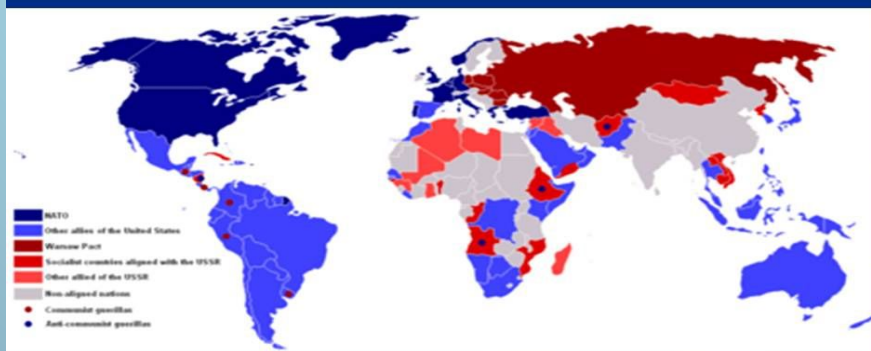 NATO
Other allies of the United States
Warsaw Pact
Socialist countries aligned with the USSR
Other allied of the USSR
Non-aligned nations
Communist guerillas
Anti-communist guerillas